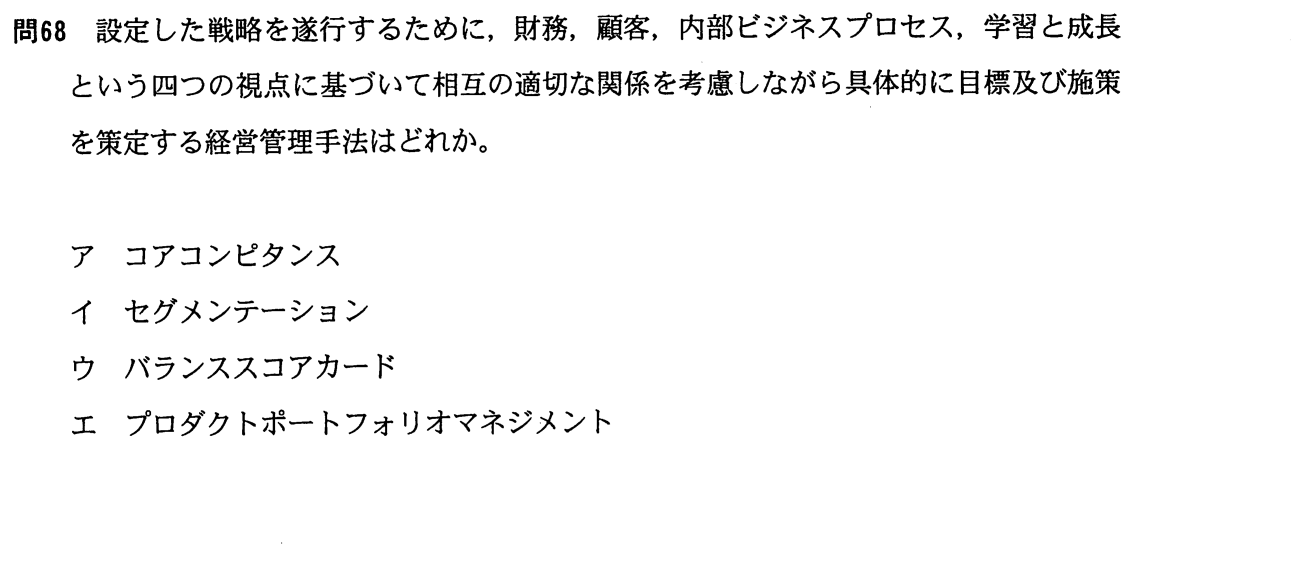 問68 設定した戦略を遂行するために，財務，顧客，内部ビジネスプロセス，学習と成長
という四つの視点に基づいて相互の適切な関係を考慮しながら具体的に目標及び施策
を策定する経営管理手法はどれか。
ア コアコンピタンス
イ セグメンテーション
ウ バランススコアカード
エ プロダクトポートフォリオマネジメント